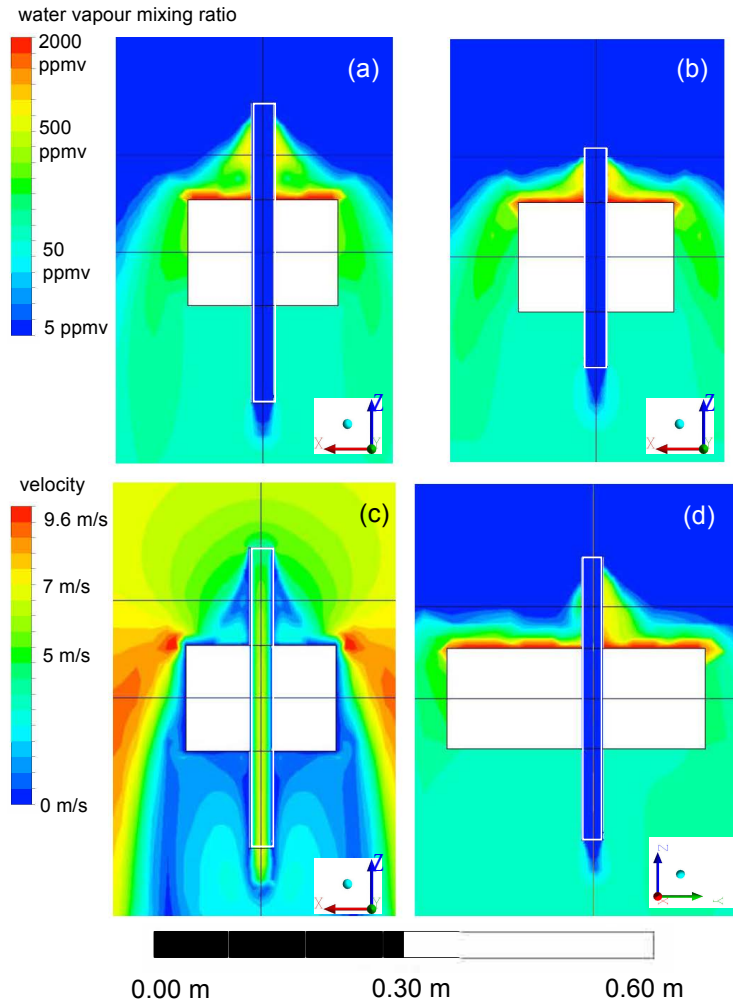 water vapour mixing ratio
2000
ppmv
500
ppmv
50
ppmv
5 ppmv
(a)
Z
X
Y
(b)
Z
X
Y
velocity
9.6 m/s
7 m/s
5 m/s
0 m/s
(c)
Z
X
Y
(d)
Z
X
Y
0.00 m
0.30 m
0.60 m